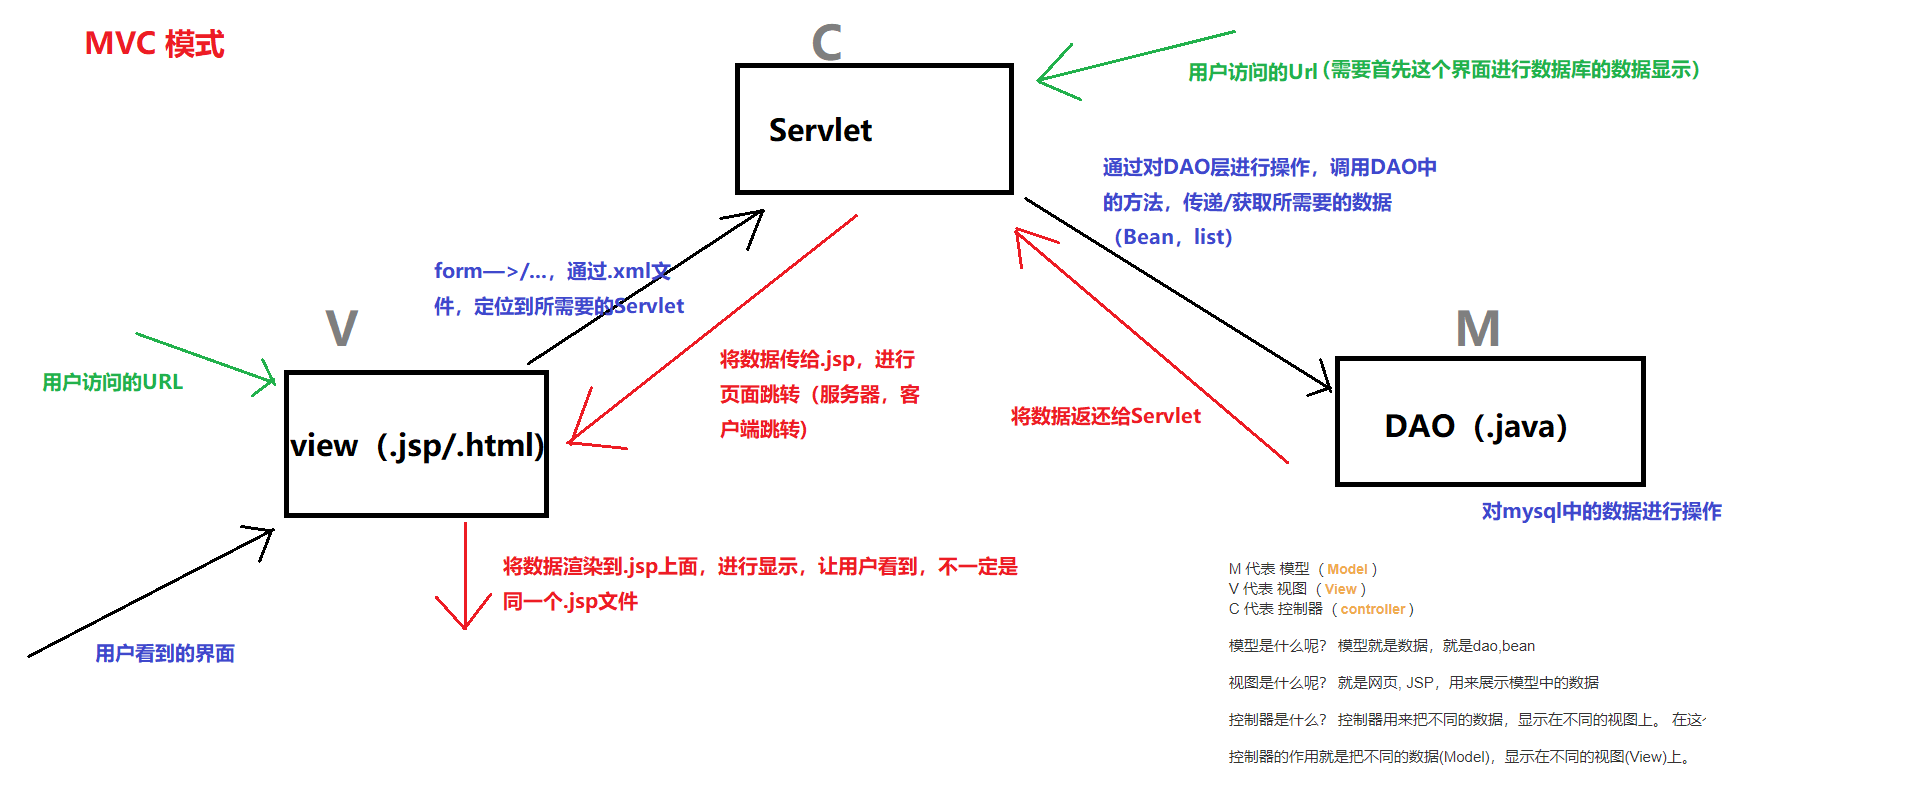 MVC 模式
C
Servlet
用户访问的Url（需要首先这个界面进行数据库的数据显示）
通过对DAO层进行操作，调用DAO中
的方法，传递/获取所需要的数据
（Bean，list）
form—>/...，通过.xml文
件，定位到所需要的Servlet
V
用户访问的URL
view（.jsp/.html)
将数据传给.jsp，进行
页面跳转（服务器，客
户端跳转)
将数据返还给Servlet
M
DAO（.java）
对mysql中的数据进行操作
将数据渲染到.jsp上面，进行显示，让用户看到，不一定是
同一个.jsp文件
用户看到的界面
M 代表 模型（Model）
V 代表 视图（View）
C 代表 控制器（controller）
模型是什么呢？ 模型就是数据，就是dao,bean
视图是什么呢？ 就是网页, JSP，用来展示模型中的数据
控制器是什么？ 控制器用来把不同的数据，显示在不同的视图上。 在这
控制器的作用就是把不同的数据(Model)，显示在不同的视图(View)上。